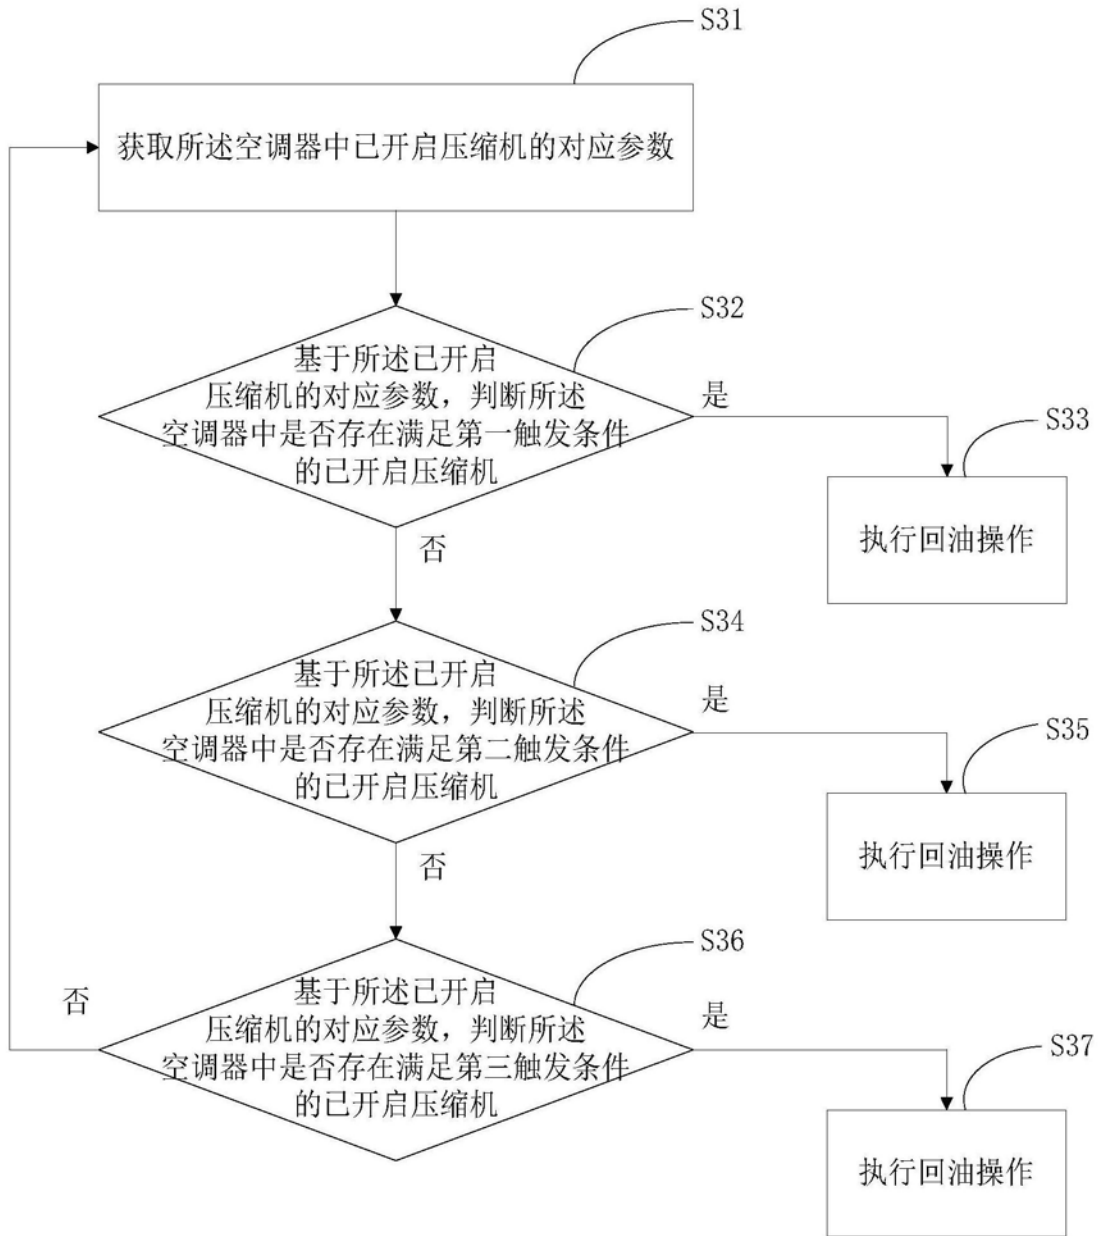 S31
获取所述空调器中已开启压缩机的对应参数
S32
基于所述已开启
压缩机的对应参数，判断所述
空调器中是否存在满足第一触发条件
的已开启压缩机
是
S33
执行回油操作
否
S34
基于所述已开启
压缩机的对应参数，判断所述
空调器中是否存在满足第二触发条件
的已开启压缩机
是
S35
执行回油操作
否
S36
基于所述已开启
压缩机的对应参数，判断所述
空调器中是否存在满足第三触发条件
的已开启压缩机
否
是
S37
执行回油操作